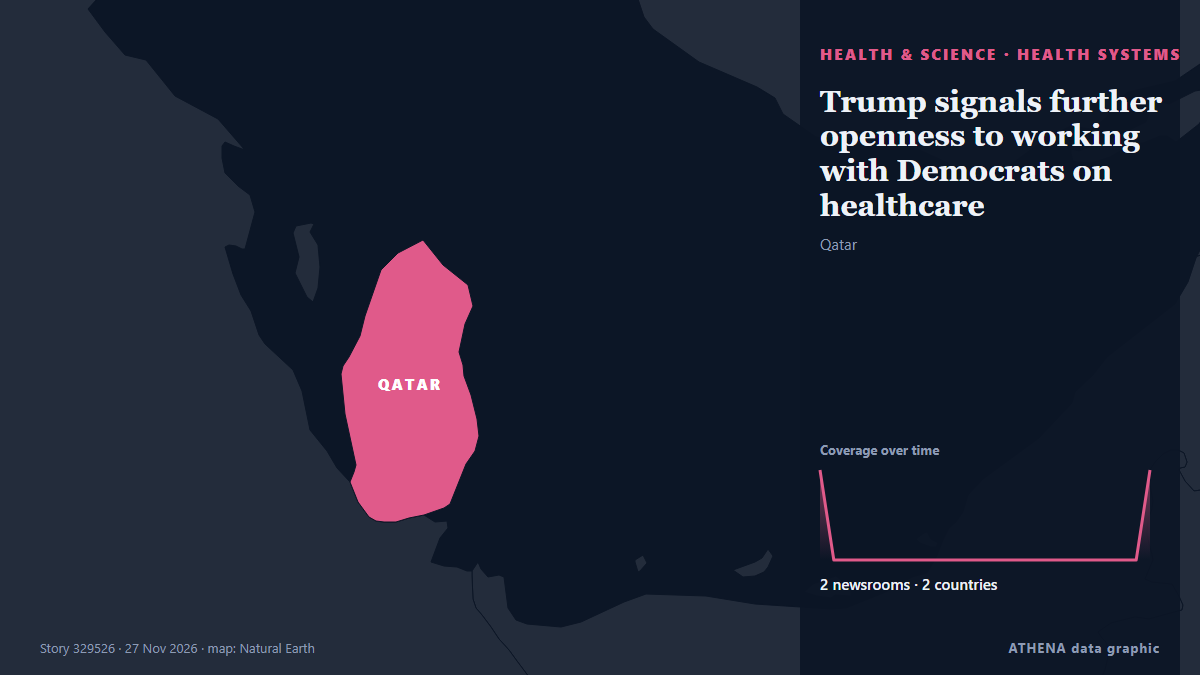 HEALTH & SCIENCE · HEALTH SYSTEMS
Trump signals further
openness to working
with Democrats on
healthcare
Qatar
QATAR
Coverage over time
2 newsrooms · 2 countries
Story 329526 · 27 Nov 2026 · map: Natural Earth
ATHENA data graphic